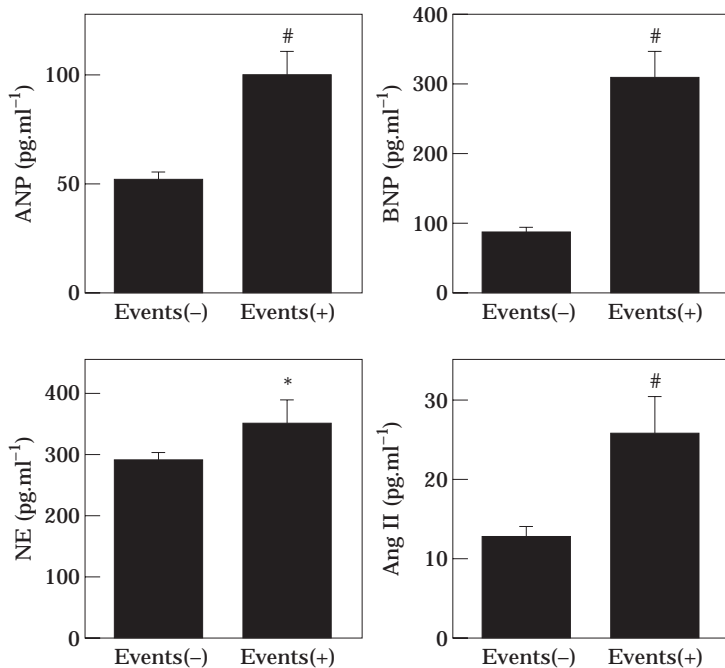 ANP (pg.ml⁻¹)
100
50
0
#
Events(–) Events(+)
BNP (pg.ml⁻¹)
400
300
200
100
0
#
Events(–) Events(+)
NE (pg.ml⁻¹)
400
300
200
100
0
*
Events(–) Events(+)
Ang II (pg.ml⁻¹)
30
20
10
0
#
Events(–) Events(+)